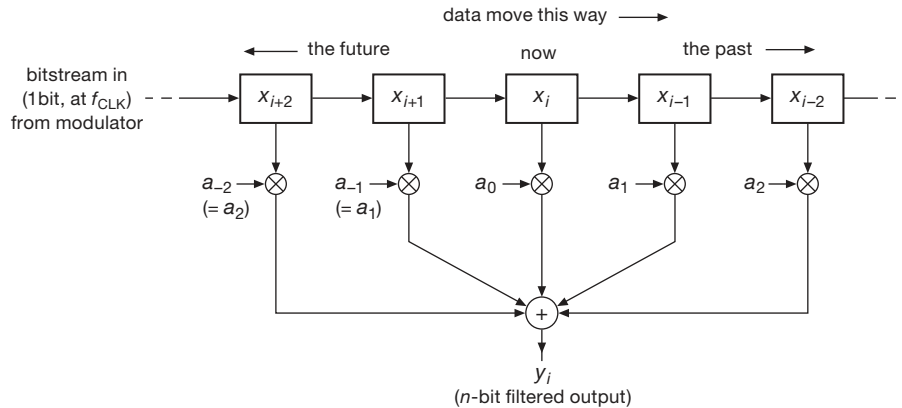 data move this way
the future
now
the past
bitstream in
(1bit, at fCLK)
from modulator
xi+2
xi+1
xi
xi−1
xi−2
a−2
(= a2)
a−1
(= a1)
a0
a1
a2
+
yi
(n-bit filtered output)